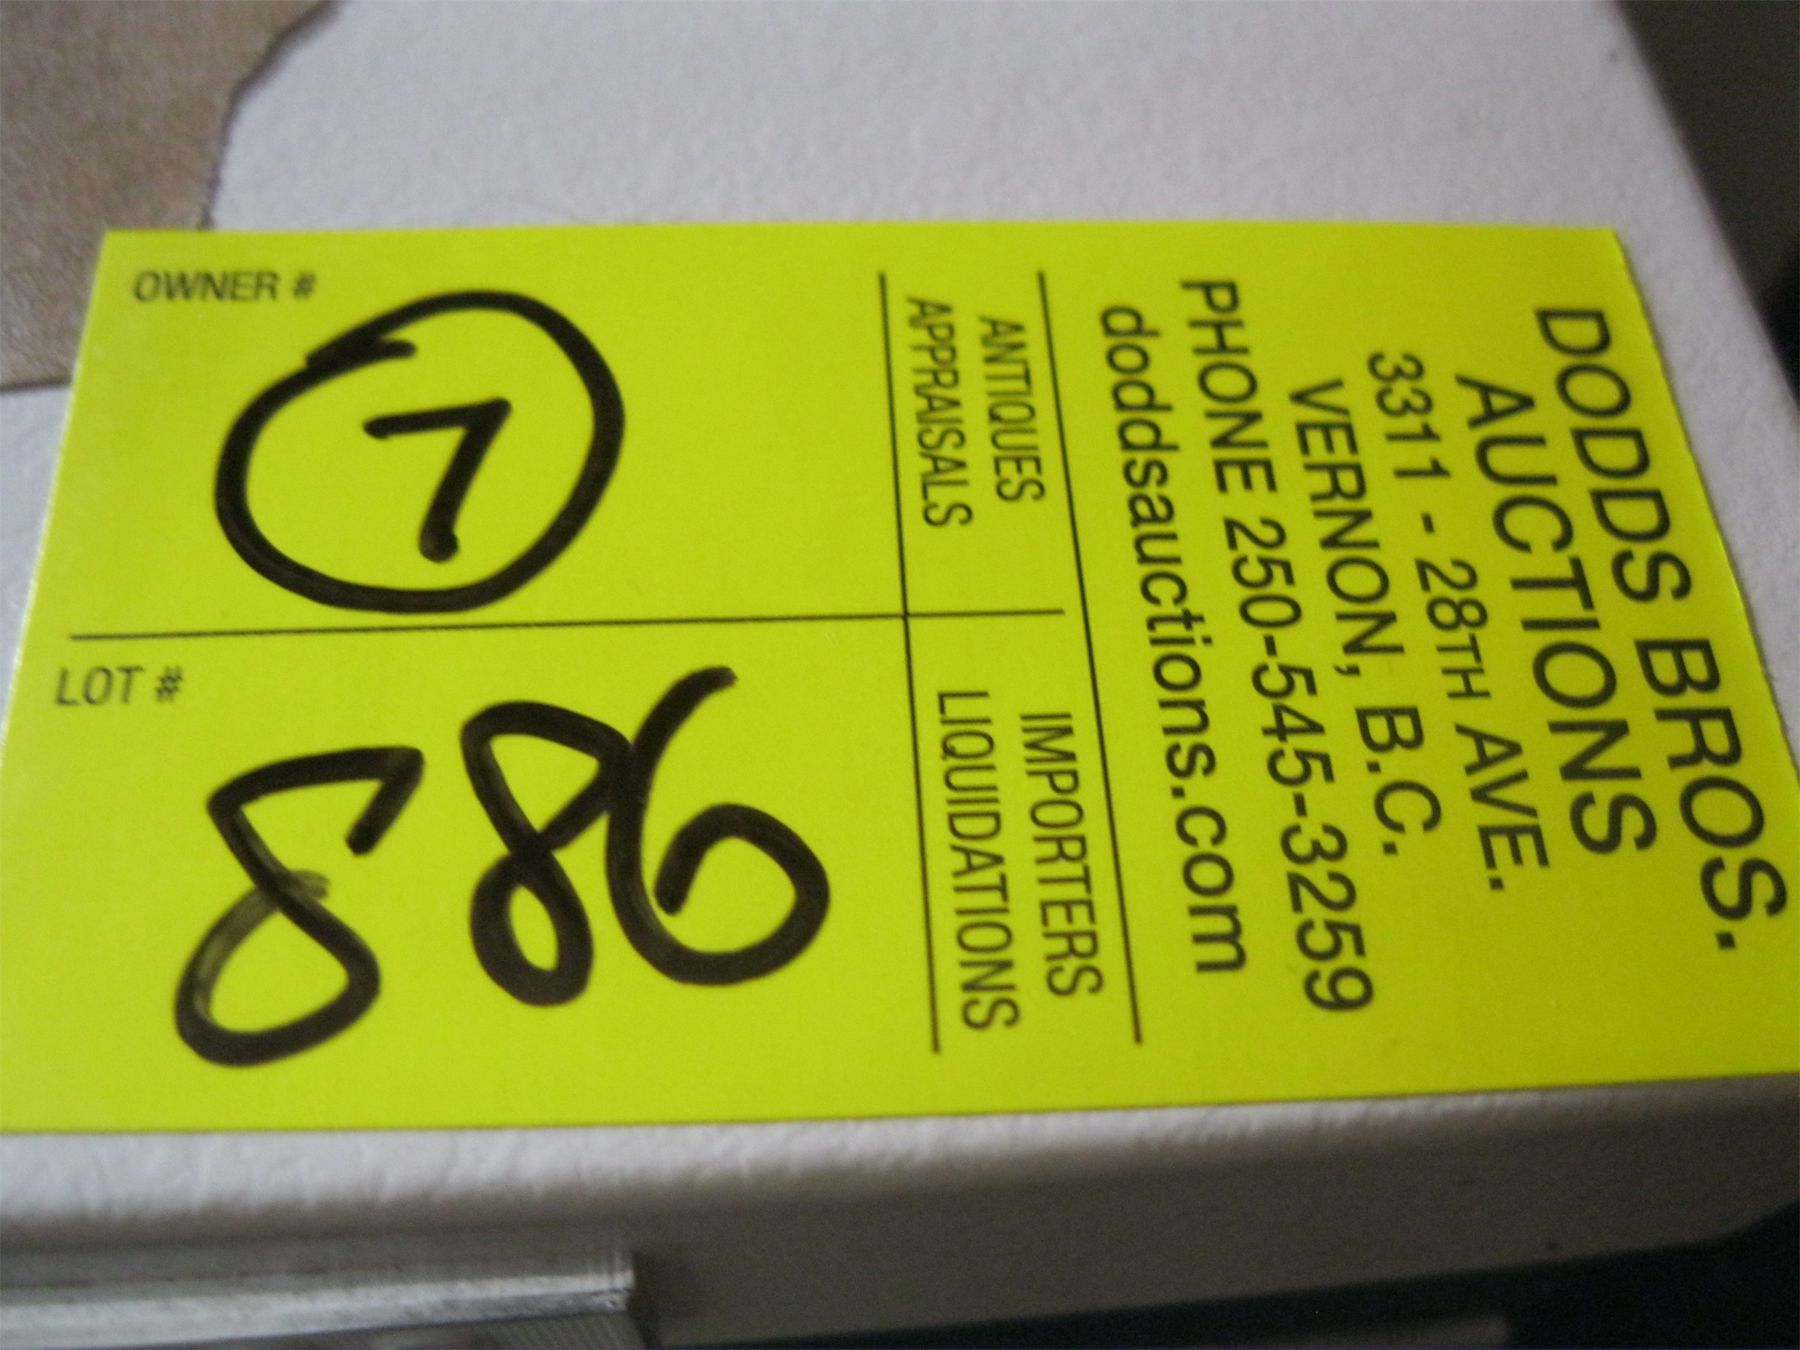 DODDS BROS.
AUCTIONS
3311 - 28TH AVE.
VERNON, B.C.
PHONE 250-545-3259
doddsauctions.com
ANTIQUES
APPRAISALS
IMPORTERS
LIQUIDATIONS
OWNER #
7
LOT #
886